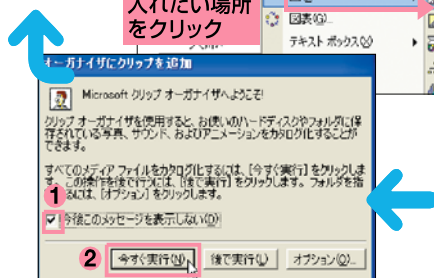 入れたい場所
をクリック
図表(G)...
テキスト ボックス(X)
オーガナイザにクリップを追加
Microsoft クリップ オーガナイザへようこそ!
クリップ オーガナイザを使用すると、お使いのハードディスクやフォルダに保
存されている写真、サウンド、およびアニメーションをカタログ化することが
できます。
すべてのメディア ファイルをカタログ化するには、[今すぐ実行] をクリックしま
す。この操作を後で行うには、[後で実行] をクリックします。フォルダを指
るには、[オプション] をクリックします。
1
今後このメッセージを表示しない(D)
2
今すぐ実行(N)
後で実行(L)
オプション(O)...